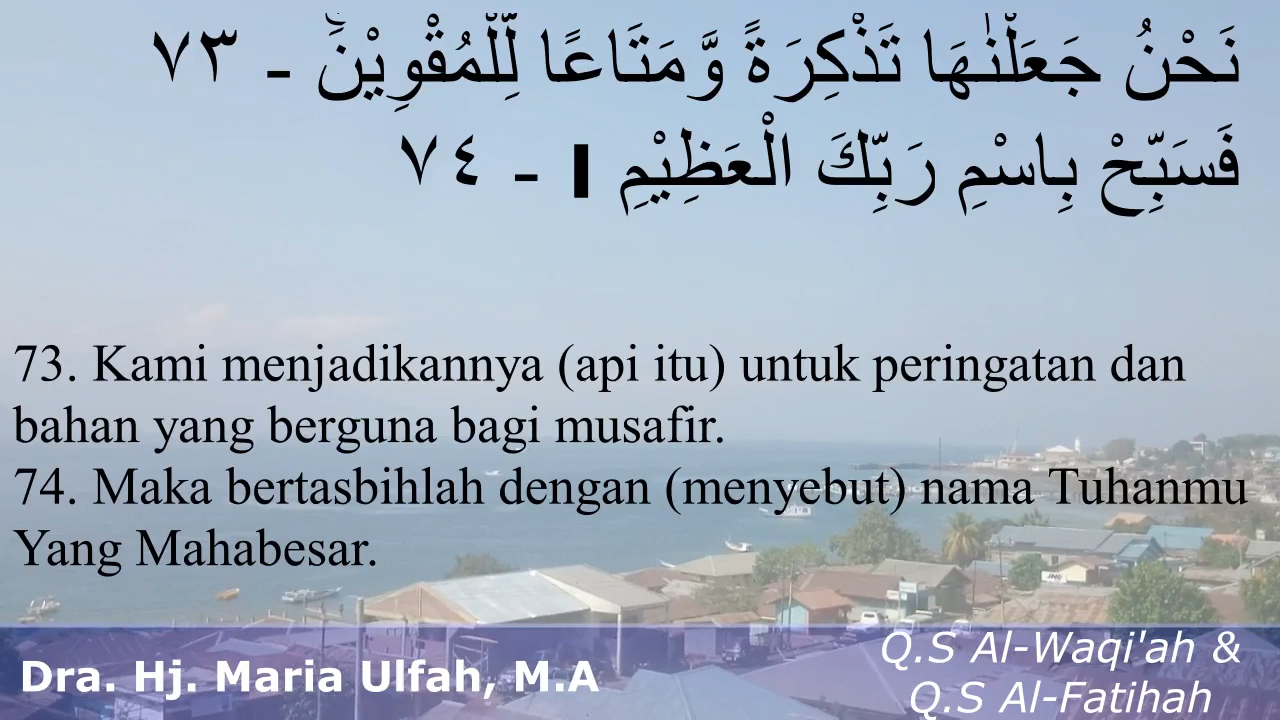 نَحْنُ جَعَلْنٰهَا تَذْكِرَةً وَّمَتَاعًا لِّلْمُقْوِيْنَۚ - ٧٣
فَسَبِّحْ بِاسْمِ رَبِّكَ الْعَظِيْمِ ۞ - ٧٤
73. Kami menjadikannya (api itu) untuk peringatan dan
bahan yang berguna bagi musafir.
74. Maka bertasbihlah dengan (menyebut) nama Tuhanmu
Yang Mahabesar.
Dra. Hj. Maria Ulfah, M.A
Q.S Al-Waqi'ah &
Q.S Al-Fatihah